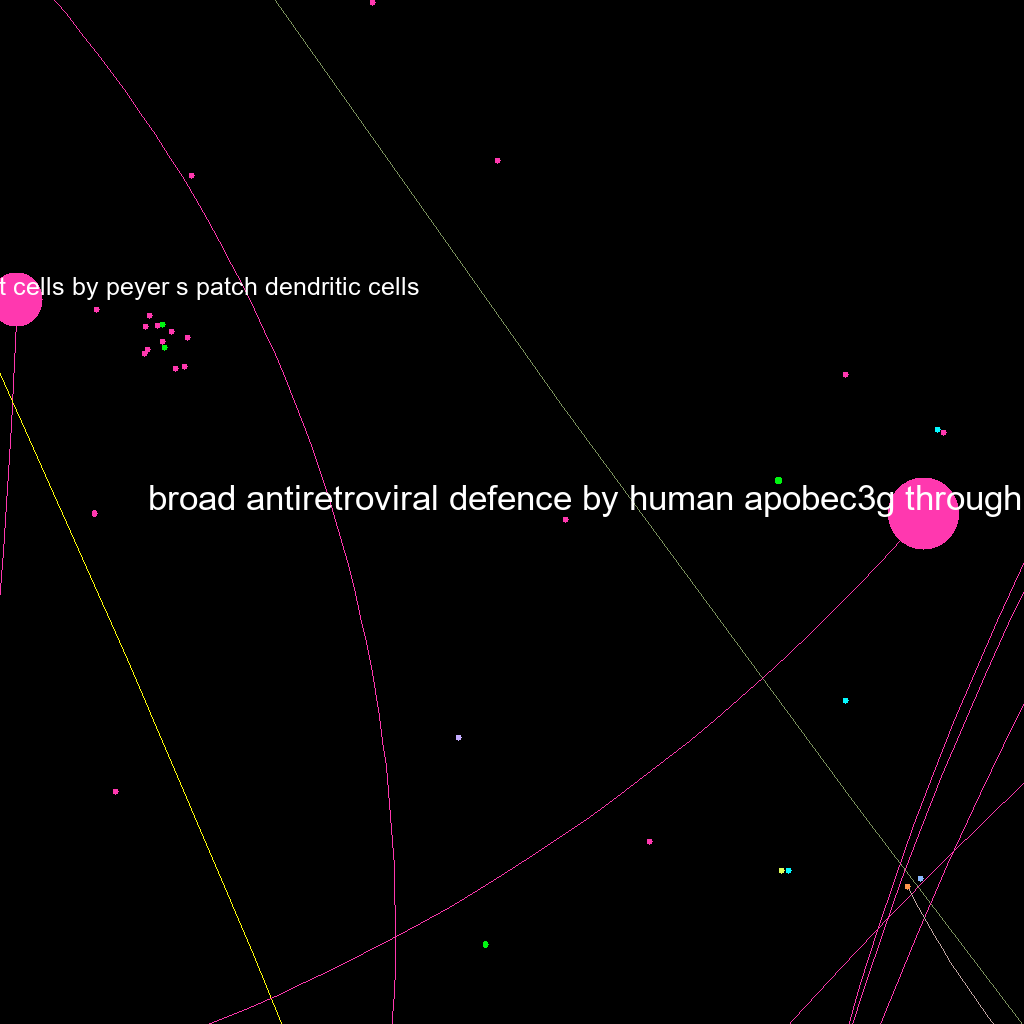 t cells by peyer s patch dendritic cells
broad antiretroviral defence by human apobec3g through